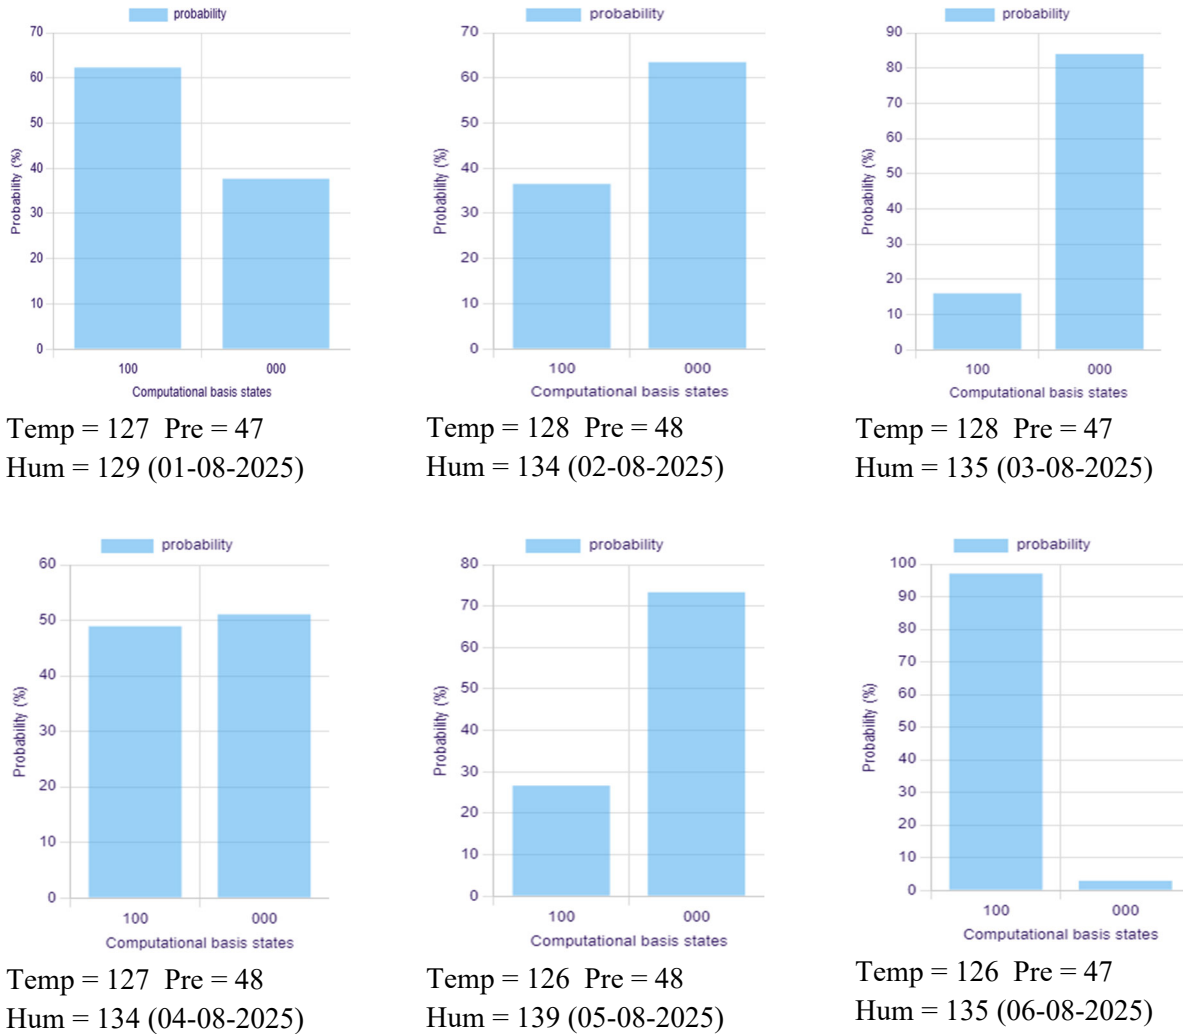 probability
70
60
50
40
30
20
10
0
Probability (%)
100 000
Computational basis states
Temp = 127 Pre = 47
Hum = 129 (01-08-2025)
probability
70
60
50
40
30
20
10
0
Probability (%)
100 000
Computational basis states
Temp = 128 Pre = 48
Hum = 134 (02-08-2025)
probability
90
80
70
60
50
40
30
20
10
0
Probability (%)
100 000
Computational basis states
Temp = 128 Pre = 47
Hum = 135 (03-08-2025)
probability
60
50
40
30
20
10
0
Probability (%)
100 000
Computational basis states
Temp = 127 Pre = 48
Hum = 134 (04-08-2025)
probability
80
70
60
50
40
30
20
10
0
Probability (%)
100 000
Computational basis states
Temp = 126 Pre = 48
Hum = 139 (05-08-2025)
probability
100
90
80
70
60
50
40
30
20
10
0
Probability (%)
100 000
Computational basis states
Temp = 126 Pre = 47
Hum = 135 (06-08-2025)